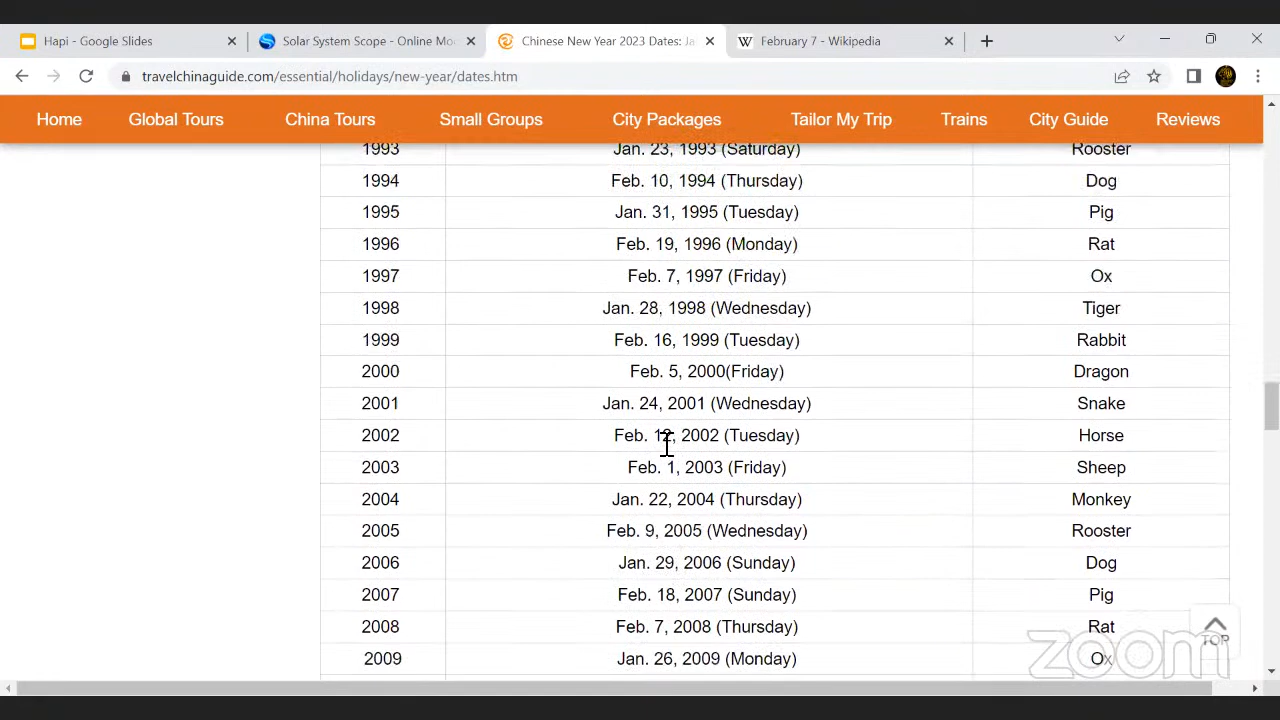 Hapi - Google Slides
Solar System Scope - Online Mo
Chinese New Year 2023 Dates: Ja
February 7 - Wikipedia
travelchinaguide.com/essential/holidays/new-year/dates.htm
Home Global Tours China Tours Small Groups City Packages Tailor My Trip Trains City Guide Reviews
1993 Jan. 23, 1993 (Saturday) Rooster
1994 Feb. 10, 1994 (Thursday) Dog
1995 Jan. 31, 1995 (Tuesday) Pig
1996 Feb. 19, 1996 (Monday) Rat
1997 Feb. 7, 1997 (Friday) Ox
1998 Jan. 28, 1998 (Wednesday) Tiger
1999 Feb. 16, 1999 (Tuesday) Rabbit
2000 Feb. 5, 2000(Friday) Dragon
2001 Jan. 24, 2001 (Wednesday) Snake
2002 Feb. 12, 2002 (Tuesday) Horse
2003 Feb. 1, 2003 (Friday) Sheep
2004 Jan. 22, 2004 (Thursday) Monkey
2005 Feb. 9, 2005 (Wednesday) Rooster
2006 Jan. 29, 2006 (Sunday) Dog
2007 Feb. 18, 2007 (Sunday) Pig
2008 Feb. 7, 2008 (Thursday) Rat
TOP
2009 Jan. 26, 2009 (Monday) Ox
zoom